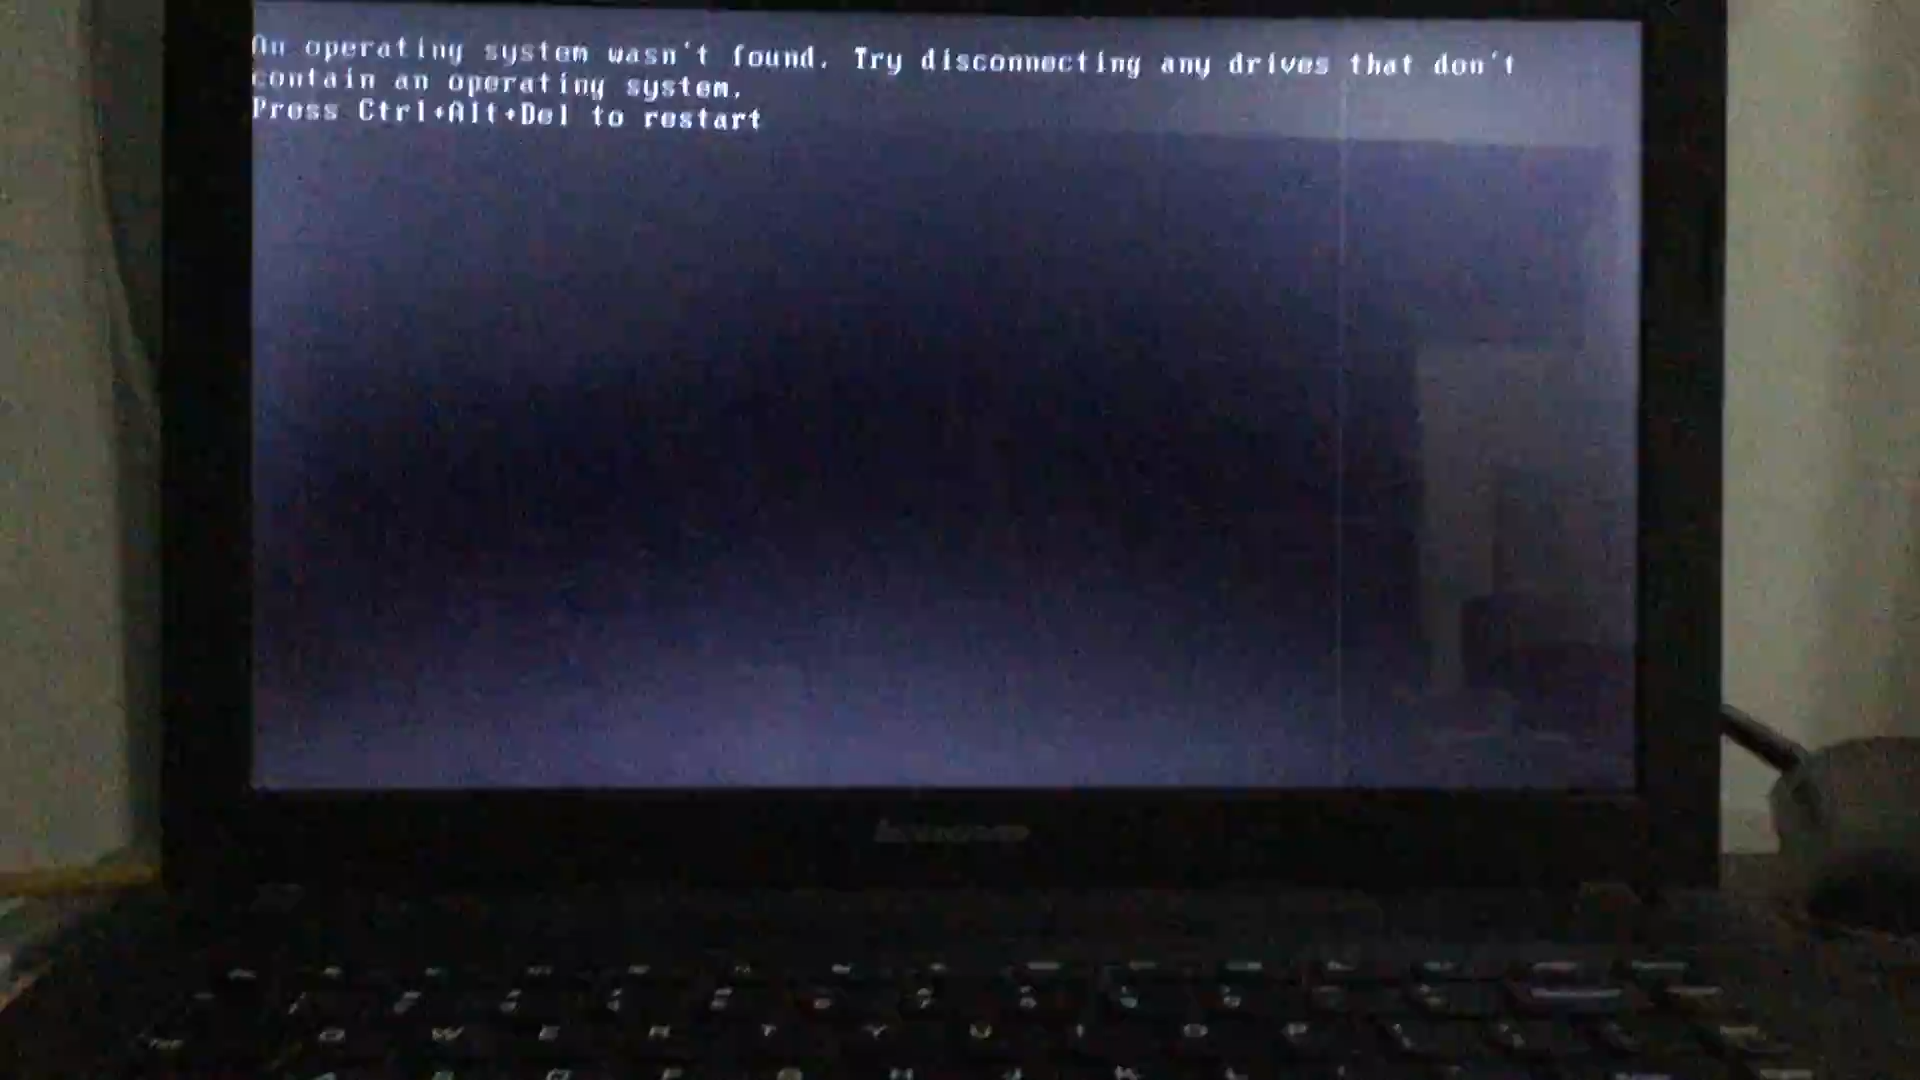 An operating system wasn't found. Try disconnecting any drives that don't
contain an operating system.
Press Ctrl+Alt+Del to restart
lenovo
Q W E R T Y U I O P